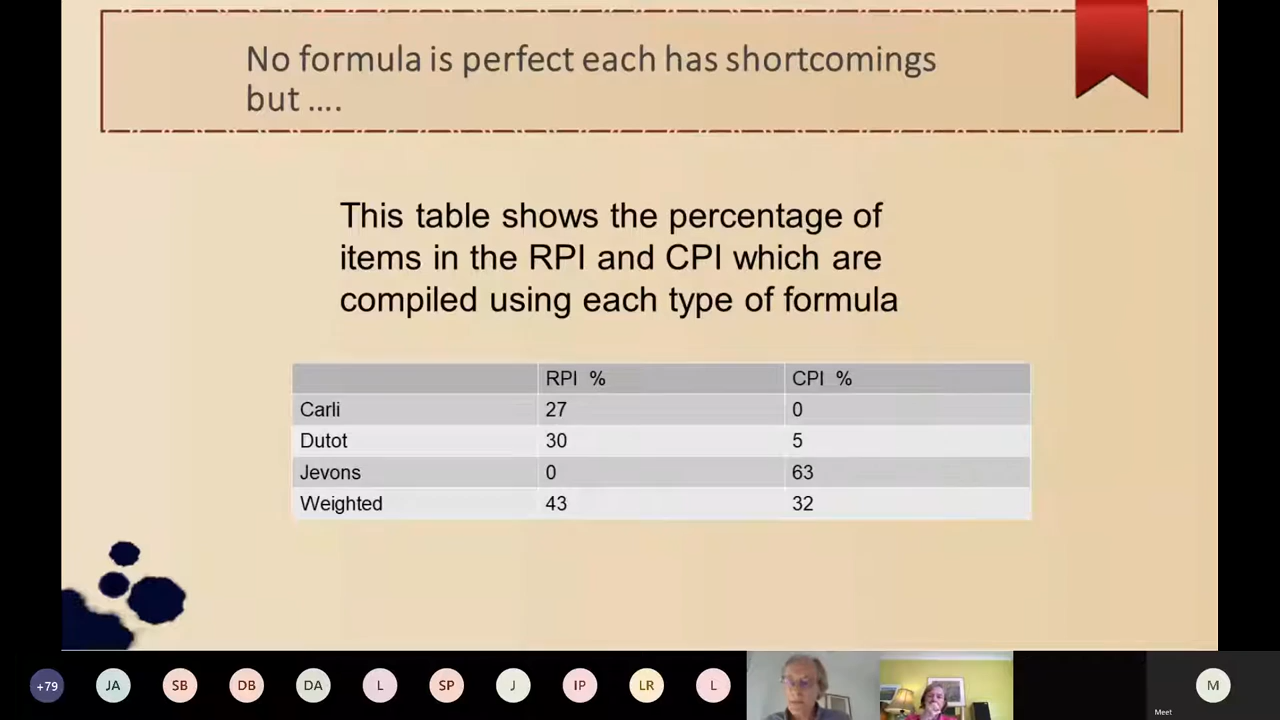 No formula is perfect each has shortcomings
but ....
This table shows the percentage of
items in the RPI and CPI which are
compiled using each type of formula
RPI % CPI %
Carli 27 0
Dutot 30 5
Jevons 0 63
Weighted 43 32
+79 JA SB DB DA L SP J IP LR L M
Meet